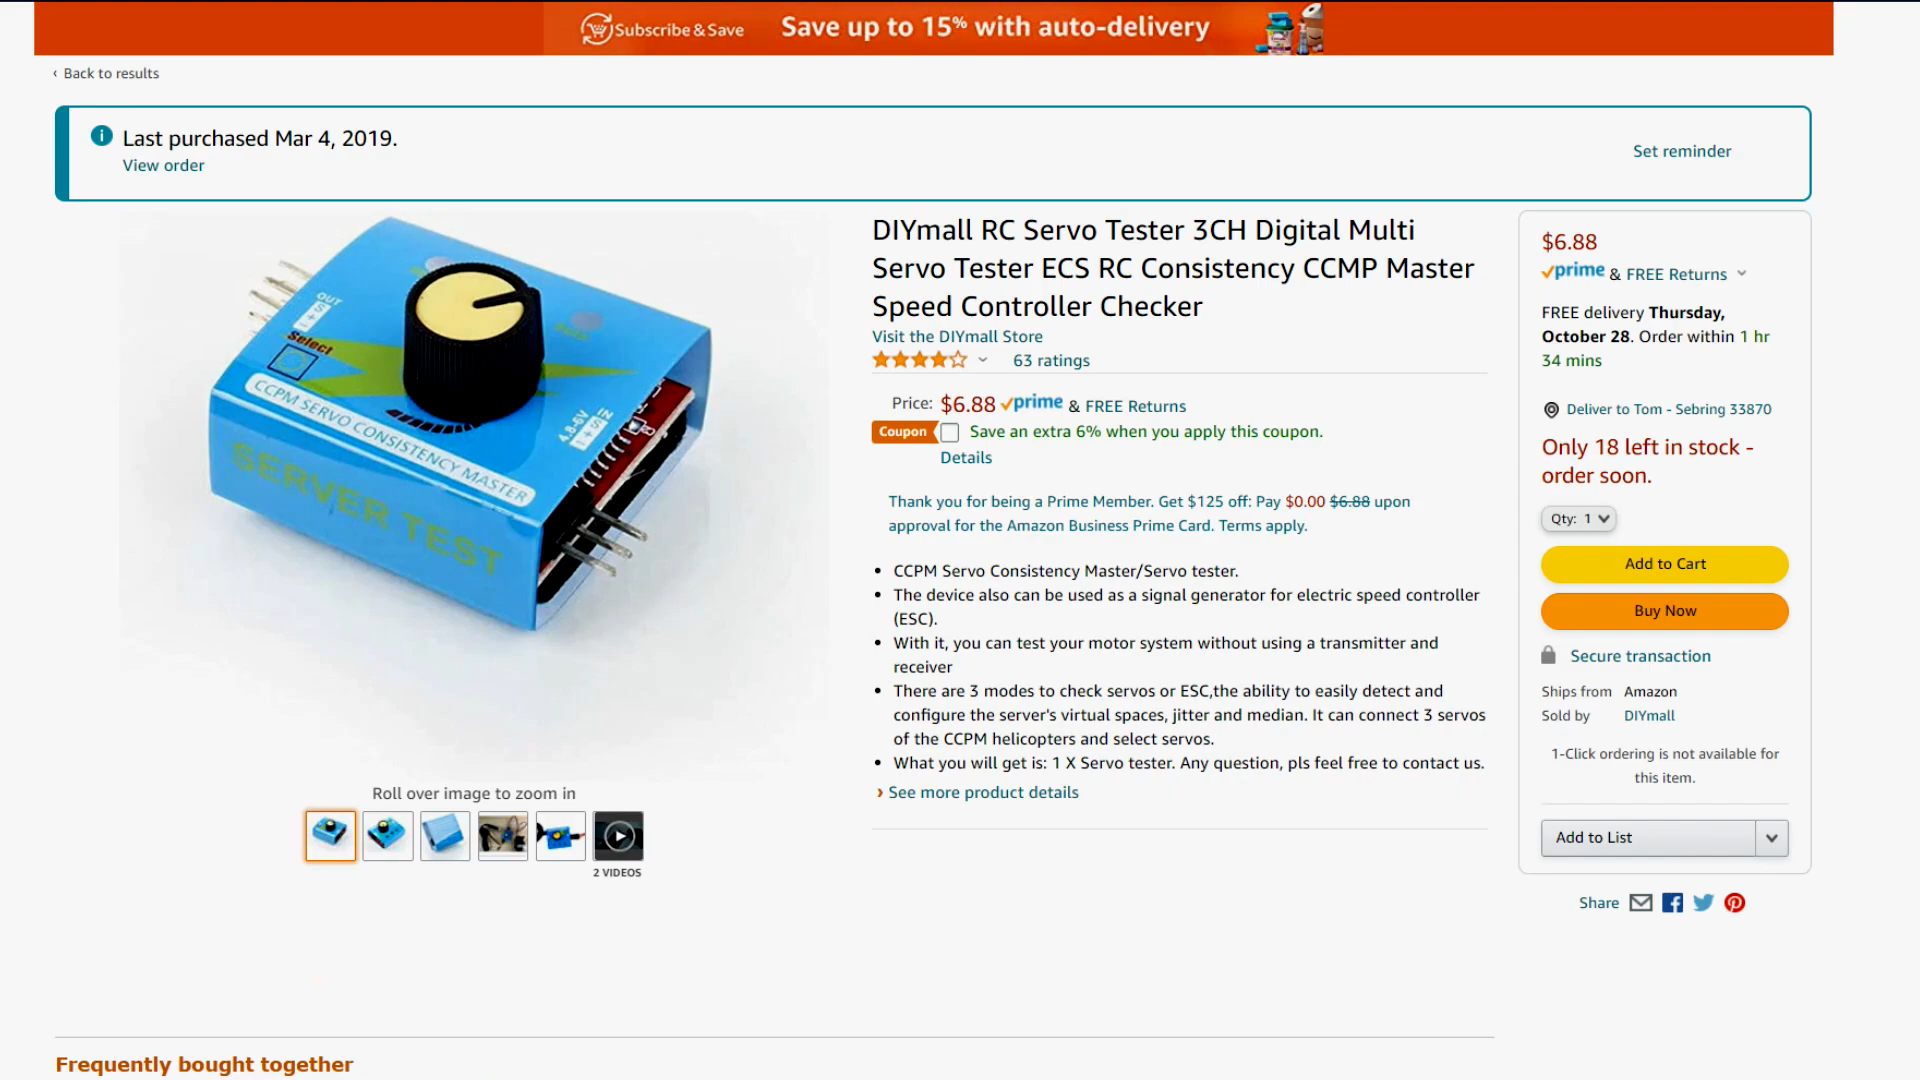 Subscribe & Save
Save up to 15% with auto-delivery
‹ Back to results
Last purchased Mar 4, 2019.
View order
Set reminder
OUT
S
+
-
Select
Auto
4.8-6V IN
S
+
-
CCPM SERVO CONSISTENCY MASTER
SERVER TEST
Roll over image to zoom in
2 VIDEOS
DIYmall RC Servo Tester 3CH Digital Multi
Servo Tester ECS RC Consistency CCMP Master
Speed Controller Checker
Visit the DIYmall Store
63 ratings
Price: $6.88 prime & FREE Returns
Coupon Save an extra 6% when you apply this coupon.
Details
Thank you for being a Prime Member. Get $125 off: Pay $0.00 $6.88 upon
approval for the Amazon Business Prime Card. Terms apply.
• CCPM Servo Consistency Master/Servo tester.
• The device also can be used as a signal generator for electric speed controller
(ESC).
• With it, you can test your motor system without using a transmitter and
receiver
• There are 3 modes to check servos or ESC,the ability to easily detect and
configure the server's virtual spaces, jitter and median. It can connect 3 servos
of the CCPM helicopters and select servos.
• What you will get is: 1 X Servo tester. Any question, pls feel free to contact us.
› See more product details
$6.88
prime & FREE Returns
FREE delivery Thursday,
October 28. Order within 1 hr
34 mins
Deliver to Tom - Sebring 33870
Only 18 left in stock -
order soon.
Qty: 1
Add to Cart
Buy Now
Secure transaction
Ships from Amazon
Sold by DIYmall
1-Click ordering is not available for
this item.
Add to List
Share
Frequently bought together